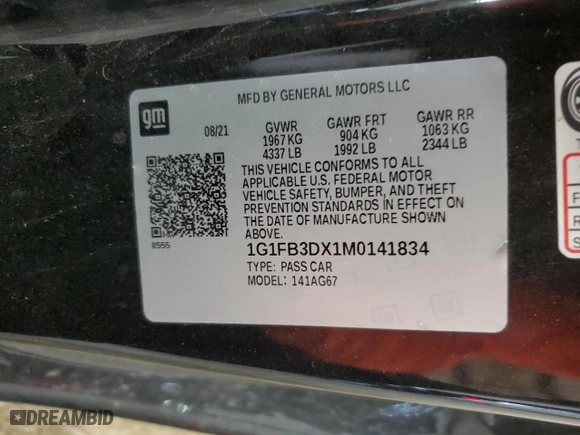 gm
MFD BY GENERAL MOTORS LLC
08/21 GVWR GAWR FRT GAWR RR
1967 KG 904 KG 1063 KG
4337 LB 1992 LB 2344 LB
THIS VEHICLE CONFORMS TO ALL
APPLICABLE U.S. FEDERAL MOTOR
VEHICLE SAFETY, BUMPER, AND THEFT
PREVENTION STANDARDS IN EFFECT ON
THE DATE OF MANUFACTURE SHOWN
ABOVE.
8555
1G1FB3DX1M0141834
TYPE: PASS CAR
MODEL: 141AG67
T
F
R
S
DREAMBID